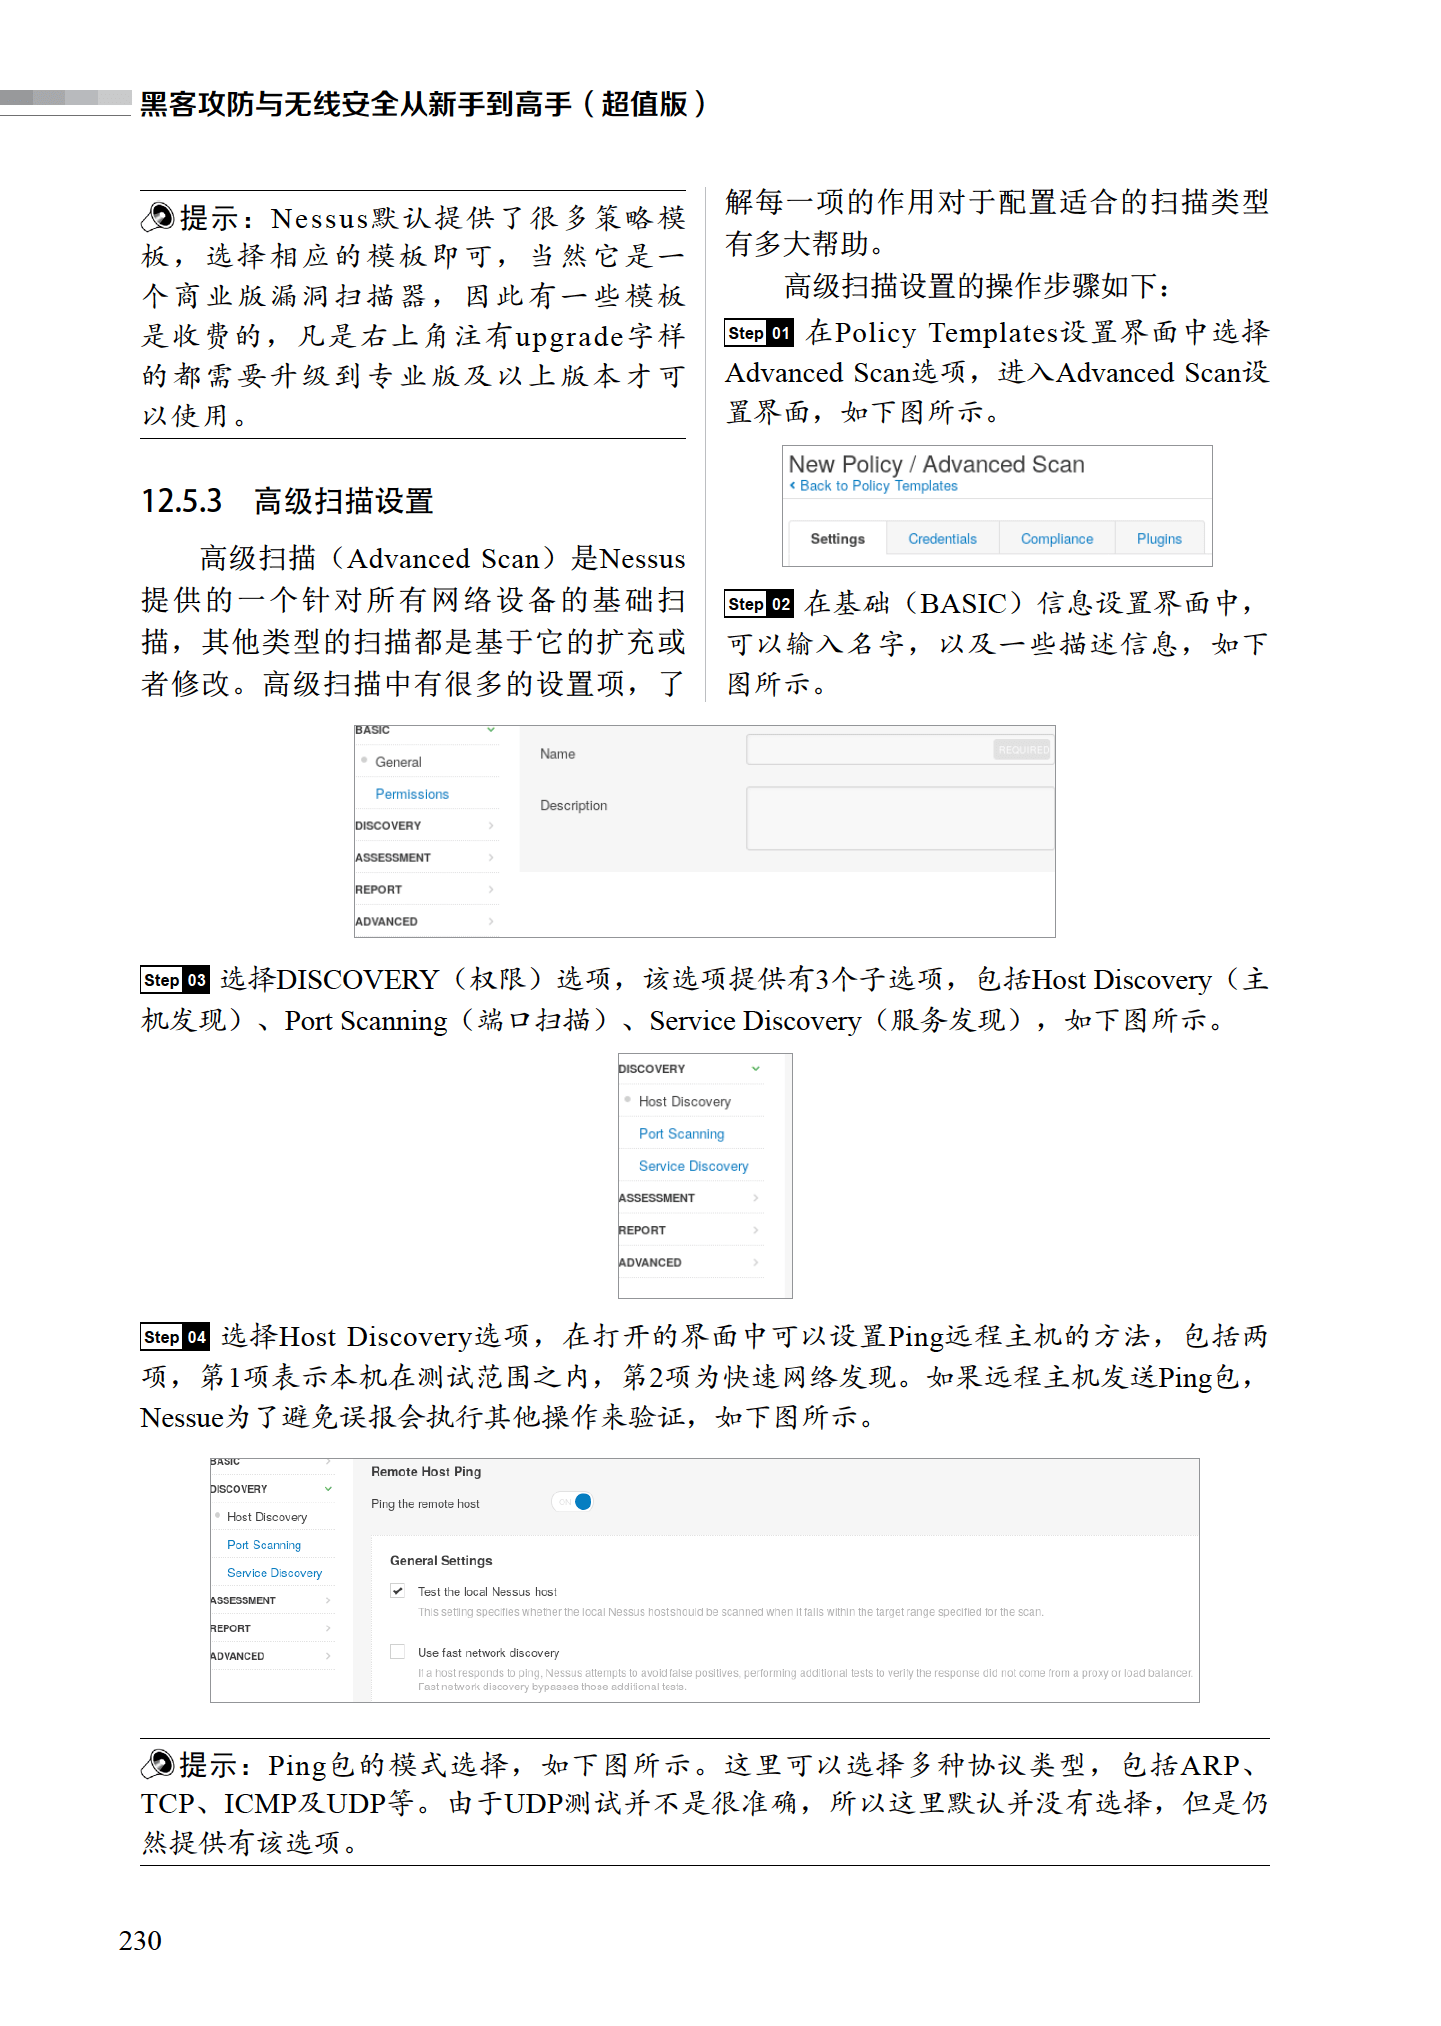 黑客攻防与无线安全从新手到高手（超值版）
提示：Nessus默认提供了很多策略模
板，选择相应的模板即可，当然它是一
个商业版漏洞扫描器，因此有一些模板
是收费的，凡是右上角注有upgrade字样
的都需要升级到专业版及以上版本才可
以使用。
12.5.3 高级扫描设置
高级扫描（Advanced Scan）是Nessus
提供的一个针对所有网络设备的基础扫
描，其他类型的扫描都是基于它的扩充或
者修改。高级扫描中有很多的设置项，了
解每一项的作用对于配置适合的扫描类型
有多大帮助。
高级扫描设置的操作步骤如下：
Step 01 在Policy Templates设置界面中选择
Advanced Scan选项，进入Advanced Scan设
置界面，如下图所示。
New Policy / Advanced Scan
Back to Policy Templates
Settings Credentials Compliance Plugins
Step 02 在基础（BASIC）信息设置界面中，
可以输入名字，以及一些描述信息，如下
图所示。
BASIC
General
Permissions
DISCOVERY
ASSESSMENT
REPORT
ADVANCED
Name REQUIRED
Description
Step 03 选择DISCOVERY（权限）选项，该选项提供有3个子选项，包括Host Discovery（主
机发现）、Port Scanning（端口扫描）、Service Discovery（服务发现），如下图所示。
DISCOVERY
Host Discovery
Port Scanning
Service Discovery
ASSESSMENT
REPORT
ADVANCED
Step 04 选择Host Discovery选项，在打开的界面中可以设置Ping远程主机的方法，包括两
项，第1项表示本机在测试范围之内，第2项为快速网络发现。如果远程主机发送Ping包，
Nessue为了避免误报会执行其他操作来验证，如下图所示。
BASIC
DISCOVERY
Host Discovery
Port Scanning
Service Discovery
ASSESSMENT
REPORT
ADVANCED
Remote Host Ping
Ping the remote host ON
General Settings
Test the local Nessus host
This setting specifies whether the local Nessus host should be scanned when it falls within the target range specified for the scan.
Use fast network discovery
If a host responds to ping, Nessus attempts to avoid false positives, performing additional tests to verify the response did not come from a proxy or load balancer.
Fast network discovery bypasses those additional tests.
提示：Ping包的模式选择，如下图所示。这里可以选择多种协议类型，包括ARP、
TCP、ICMP及UDP等。由于UDP测试并不是很准确，所以这里默认并没有选择，但是仍
然提供有该选项。
230